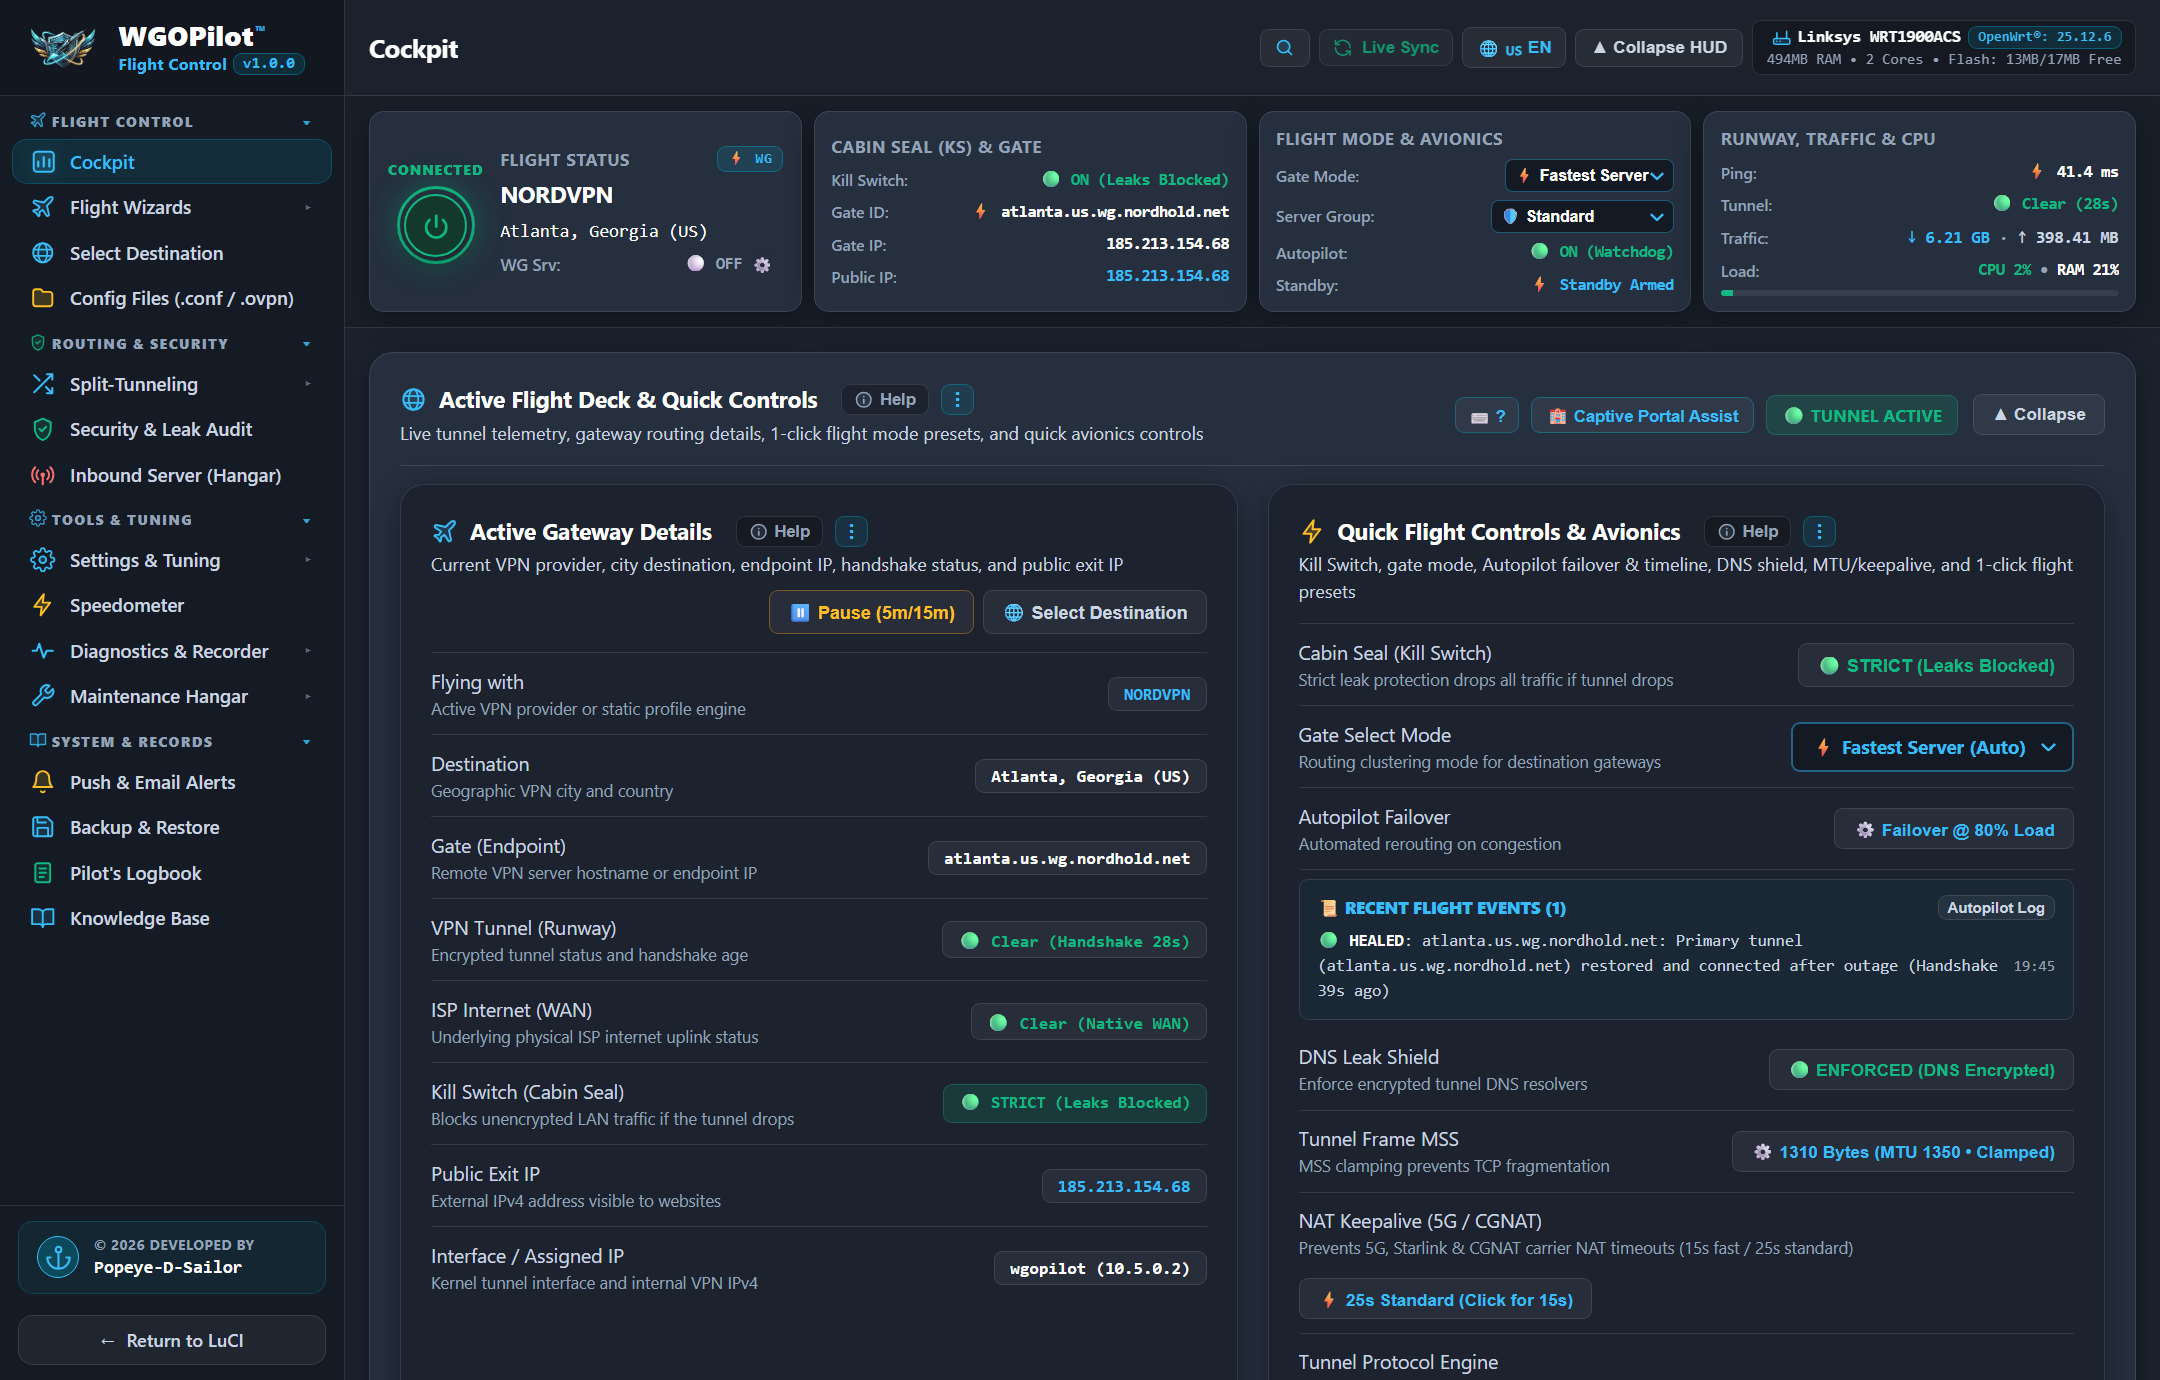 WGOPilot™
Flight Control v1.0.0
FLIGHT CONTROL
Cockpit
Flight Wizards
Select Destination
Config Files (.conf / .ovpn)
ROUTING & SECURITY
Split-Tunneling
Security & Leak Audit
Inbound Server (Hangar)
TOOLS & TUNING
Settings & Tuning
Speedometer
Diagnostics & Recorder
Maintenance Hangar
SYSTEM & RECORDS
Push & Email Alerts
Backup & Restore
Pilot's Logbook
Knowledge Base
© 2026 DEVELOPED BY
Popeye-D-Sailor
← Return to LuCI
Cockpit
Live Sync
US EN
▲ Collapse HUD
Linksys WRT1900ACS OpenWrt®: 25.12.6
494MB RAM • 2 Cores • Flash: 13MB/17MB Free
CONNECTED
FLIGHT STATUS
WG
NORDVPN
Atlanta, Georgia (US)
WG Srv: OFF
CABIN SEAL (KS) & GATE
Kill Switch: ON (Leaks Blocked)
Gate ID: atlanta.us.wg.nordhold.net
Gate IP: 185.213.154.68
Public IP: 185.213.154.68
FLIGHT MODE & AVIONICS
Gate Mode: Fastest Server
Server Group: Standard
Autopilot: ON (Watchdog)
Standby: Standby Armed
RUNWAY, TRAFFIC & CPU
Ping: 41.4 ms
Tunnel: Clear (28s)
Traffic: ↓ 6.21 GB · ↑ 398.41 MB
Load: CPU 2% • RAM 21%
Active Flight Deck & Quick Controls
Help
Live tunnel telemetry, gateway routing details, 1-click flight mode presets, and quick avionics controls
?
Captive Portal Assist
TUNNEL ACTIVE
▲ Collapse
Active Gateway Details
Help
Current VPN provider, city destination, endpoint IP, handshake status, and public exit IP
Pause (5m/15m)
Select Destination
Flying with
Active VPN provider or static profile engine
NORDVPN
Destination
Geographic VPN city and country
Atlanta, Georgia (US)
Gate (Endpoint)
Remote VPN server hostname or endpoint IP
atlanta.us.wg.nordhold.net
VPN Tunnel (Runway)
Encrypted tunnel status and handshake age
Clear (Handshake 28s)
ISP Internet (WAN)
Underlying physical ISP internet uplink status
Clear (Native WAN)
Kill Switch (Cabin Seal)
Blocks unencrypted LAN traffic if the tunnel drops
STRICT (Leaks Blocked)
Public Exit IP
External IPv4 address visible to websites
185.213.154.68
Interface / Assigned IP
Kernel tunnel interface and internal VPN IPv4
wgopilot (10.5.0.2)
Quick Flight Controls & Avionics
Help
Kill Switch, gate mode, Autopilot failover & timeline, DNS shield, MTU/keepalive, and 1-click flight
presets
Cabin Seal (Kill Switch)
Strict leak protection drops all traffic if tunnel drops
STRICT (Leaks Blocked)
Gate Select Mode
Routing clustering mode for destination gateways
Fastest Server (Auto)
Autopilot Failover
Automated rerouting on congestion
Failover @ 80% Load
RECENT FLIGHT EVENTS (1)
Autopilot Log
HEALED: atlanta.us.wg.nordhold.net: Primary tunnel
(atlanta.us.wg.nordhold.net) restored and connected after outage (Handshake 19:45
39s ago)
DNS Leak Shield
Enforce encrypted tunnel DNS resolvers
ENFORCED (DNS Encrypted)
Tunnel Frame MSS
MSS clamping prevents TCP fragmentation
1310 Bytes (MTU 1350 • Clamped)
NAT Keepalive (5G / CGNAT)
Prevents 5G, Starlink & CGNAT carrier NAT timeouts (15s fast / 25s standard)
25s Standard (Click for 15s)
Tunnel Protocol Engine